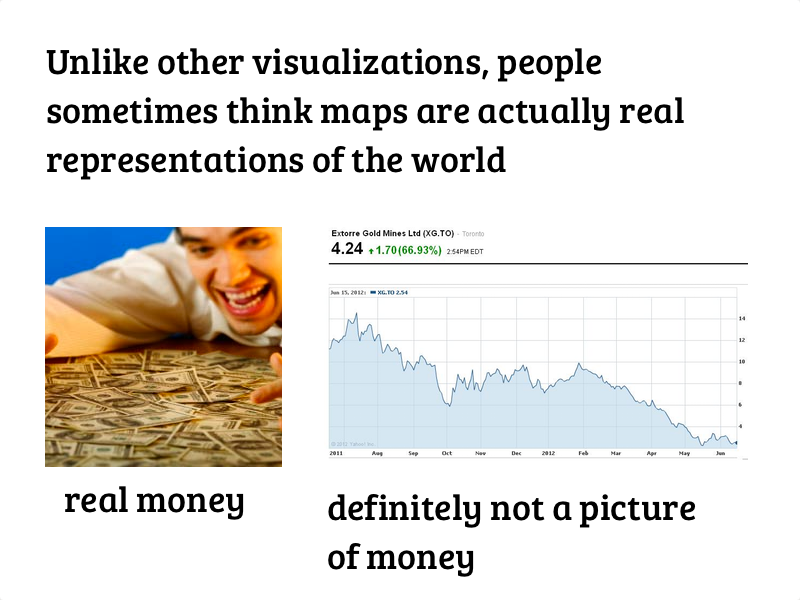 Unlike other visualizations, people
sometimes think maps are actually real
representations of the world
Extorre Gold Mines Ltd (XG.TO) - Toronto
4.24 ↑1.70(66.93%) 2:54PM EDT
Jun 15, 2012: XG.TO 2.54
14
12
10
8
6
4
© 2012 Yahoo! Inc.
2011 Aug Sep Oct Nov Dec 2012 Feb Mar Apr May Jun
real money
definitely not a picture
of money